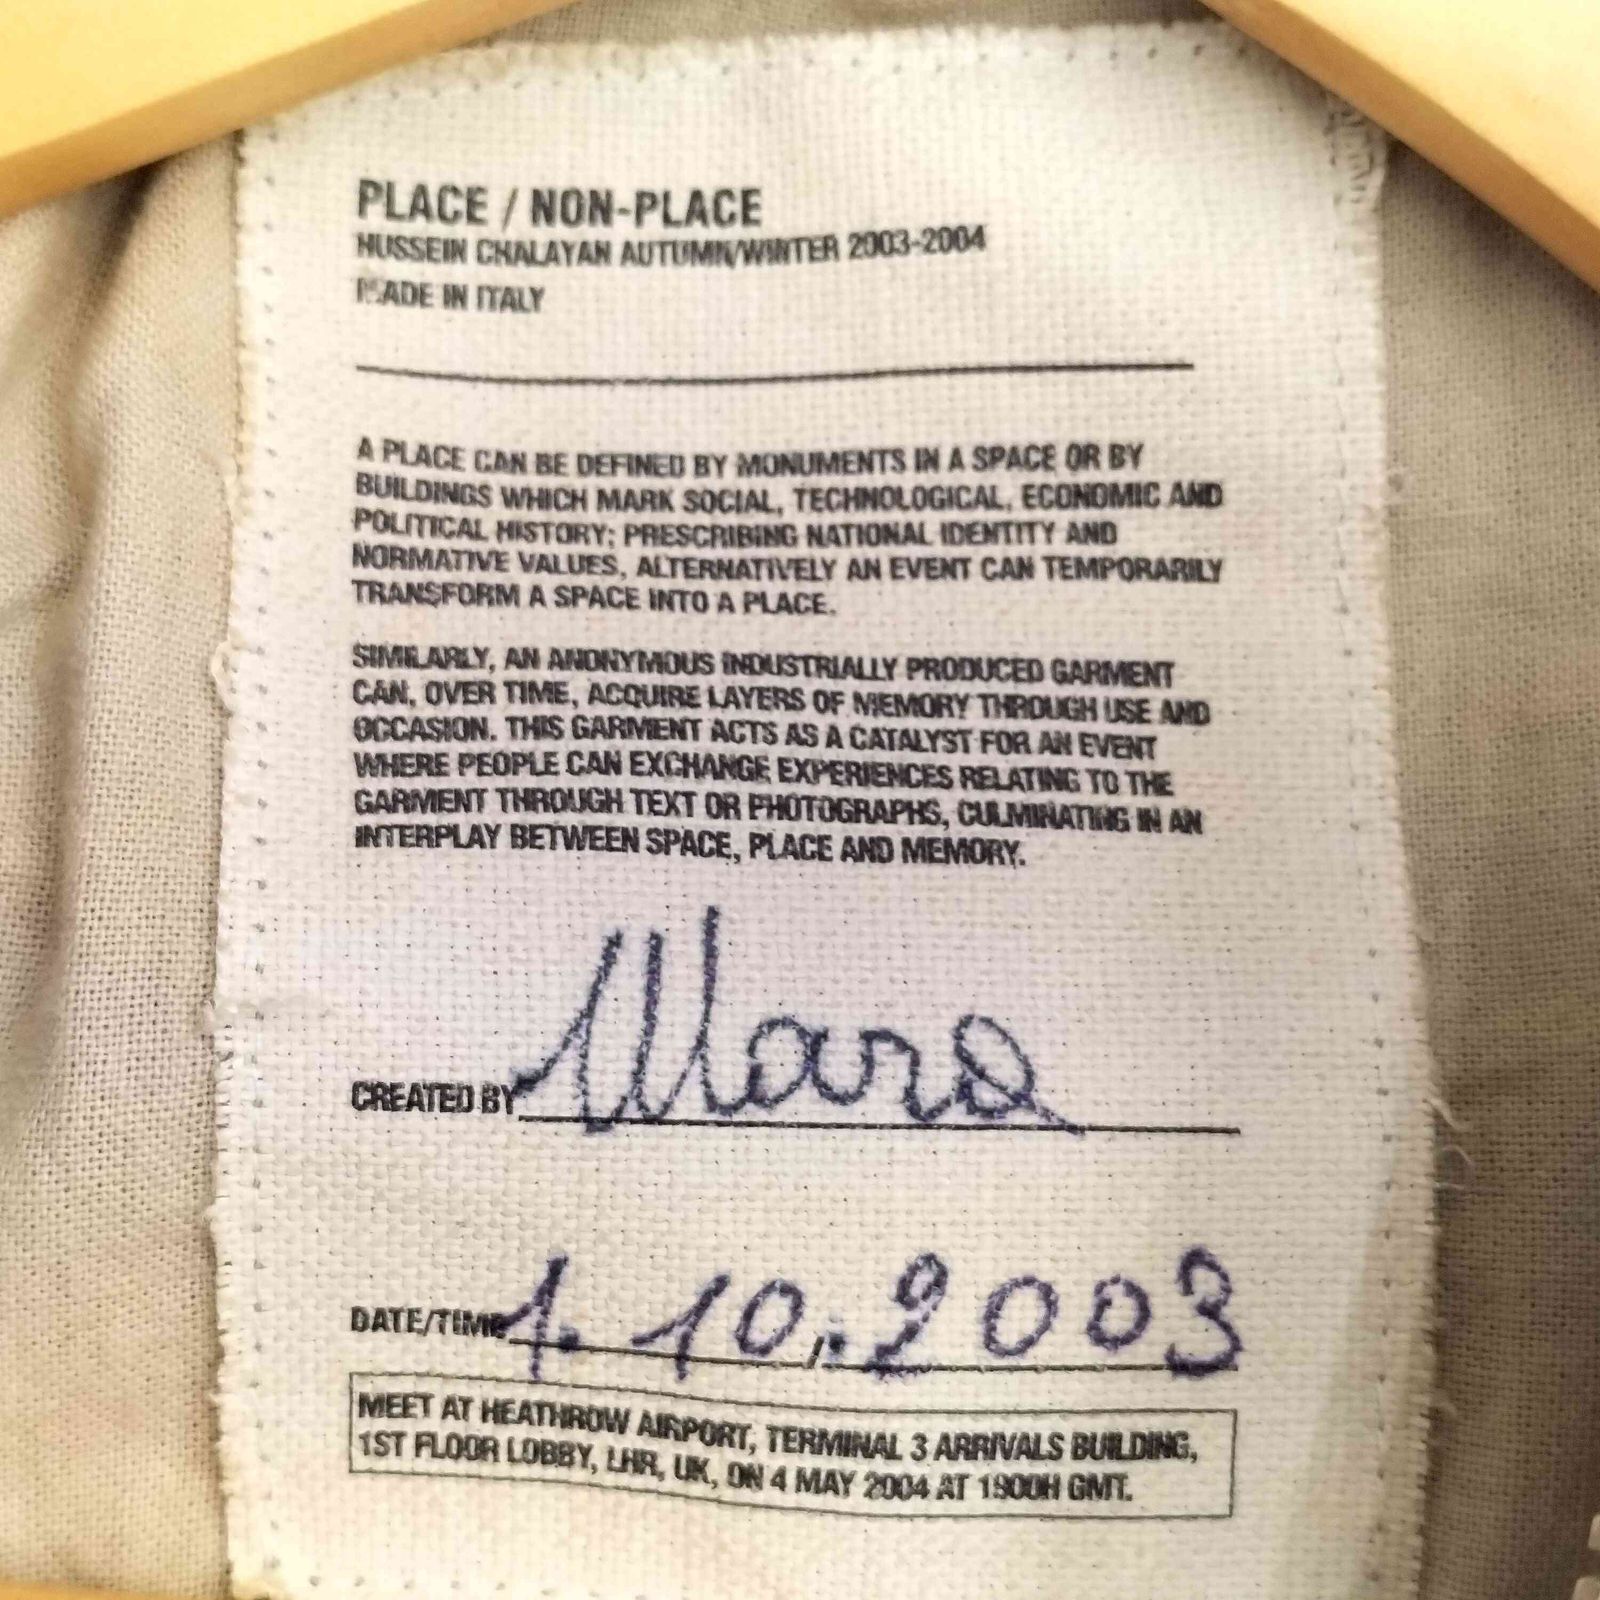 PLACE / NON-PLACE
HUSSEIN CHALAYAN AUTUMN/WINTER 2003-2004
MADE IN ITALY
A PLACE CAN BE DEFINED BY MONUMENTS IN A SPACE OR BY
BUILDINGS WHICH MARK SOCIAL, TECHNOLOGICAL, ECONOMIC AND
POLITICAL HISTORY; PRESCRIBING NATIONAL IDENTITY AND
NORMATIVE VALUES, ALTERNATIVELY AN EVENT CAN TEMPORARILY
TRANSFORM A SPACE INTO A PLACE.
SIMILARLY, AN ANONYMOUS INDUSTRIALLY PRODUCED GARMENT
CAN, OVER TIME, ACQUIRE LAYERS OF MEMORY THROUGH USE AND
OCCASION. THIS GARMENT ACTS AS A CATALYST FOR AN EVENT
WHERE PEOPLE CAN EXCHANGE EXPERIENCES RELATING TO THE
GARMENT THROUGH TEXT OR PHOTOGRAPHS, CULMINATING IN AN
INTERPLAY BETWEEN SPACE, PLACE AND MEMORY.
CREATED BY
DATE/TIME 1. 10. 2003
MEET AT HEATHROW AIRPORT, TERMINAL 3 ARRIVALS BUILDING,
1ST FLOOR LOBBY, LHR, UK, ON 4 MAY 2004 AT 1900H GMT.